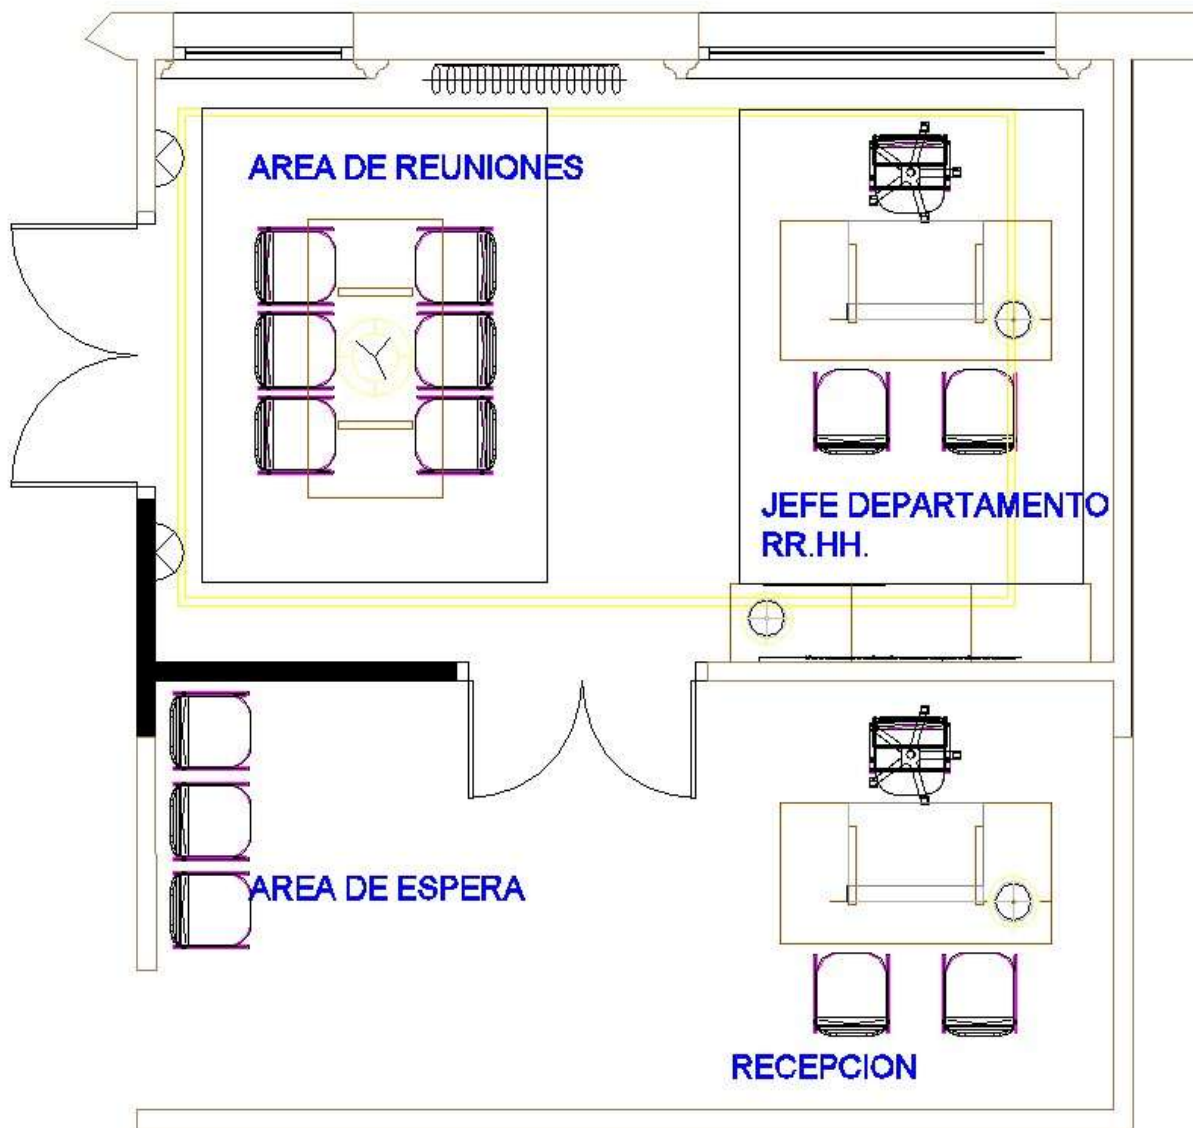 AREA DE REUNIONES
JEFE DEPARTAMENTO
RR.HH.
AREA DE ESPERA
RECEPCION